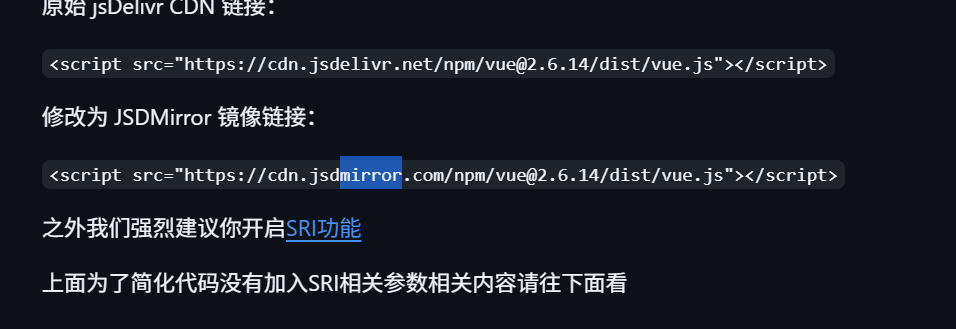 原始 jsDelivr CDN 链接：
<script src="https://cdn.jsdelivr.net/npm/vue@2.6.14/dist/vue.js"></script>
修改为 JSDMirror 镜像链接：
<script src="https://cdn.jsdmirror.com/npm/vue@2.6.14/dist/vue.js"></script>
之外我们强烈建议你开启SRI功能
上面为了简化代码没有加入SRI相关参数相关内容请往下面看